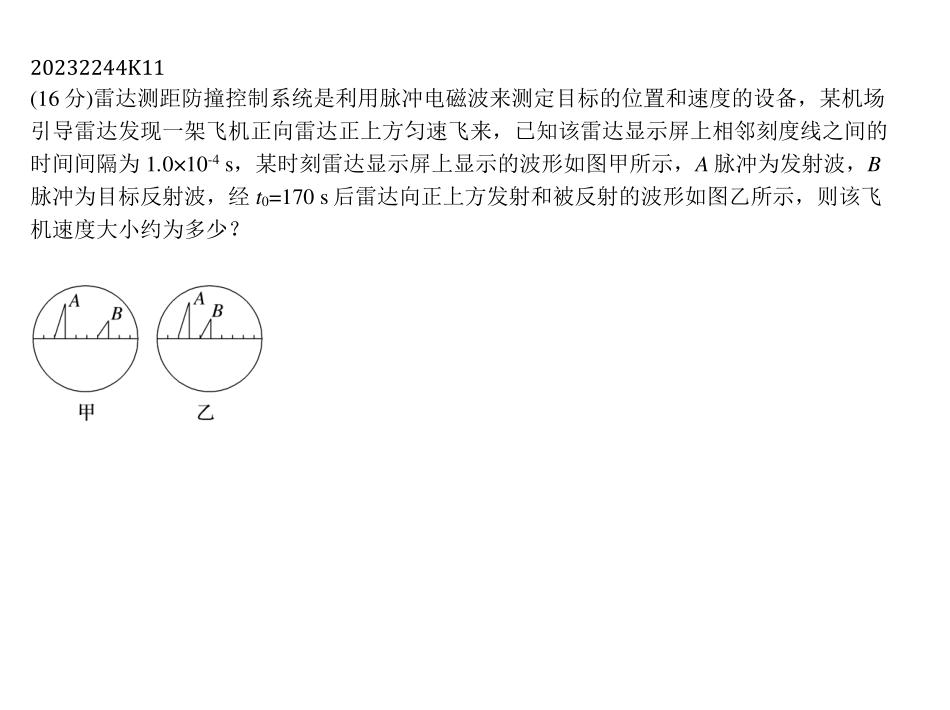 20232244K11
(16 分)雷达测距防撞控制系统是利用脉冲电磁波来测定目标的位置和速度的设备，某机场
引导雷达发现一架飞机正向雷达正上方匀速飞来，已知该雷达显示屏上相邻刻度线之间的
时间间隔为 1.0×10⁻⁴ s，某时刻雷达显示屏上显示的波形如图甲所示，A 脉冲为发射波，B
脉冲为目标反射波，经 t₀=170 s 后雷达向正上方发射和被反射的波形如图乙所示，则该飞
机速度大小约为多少？
A B A B
甲 乙